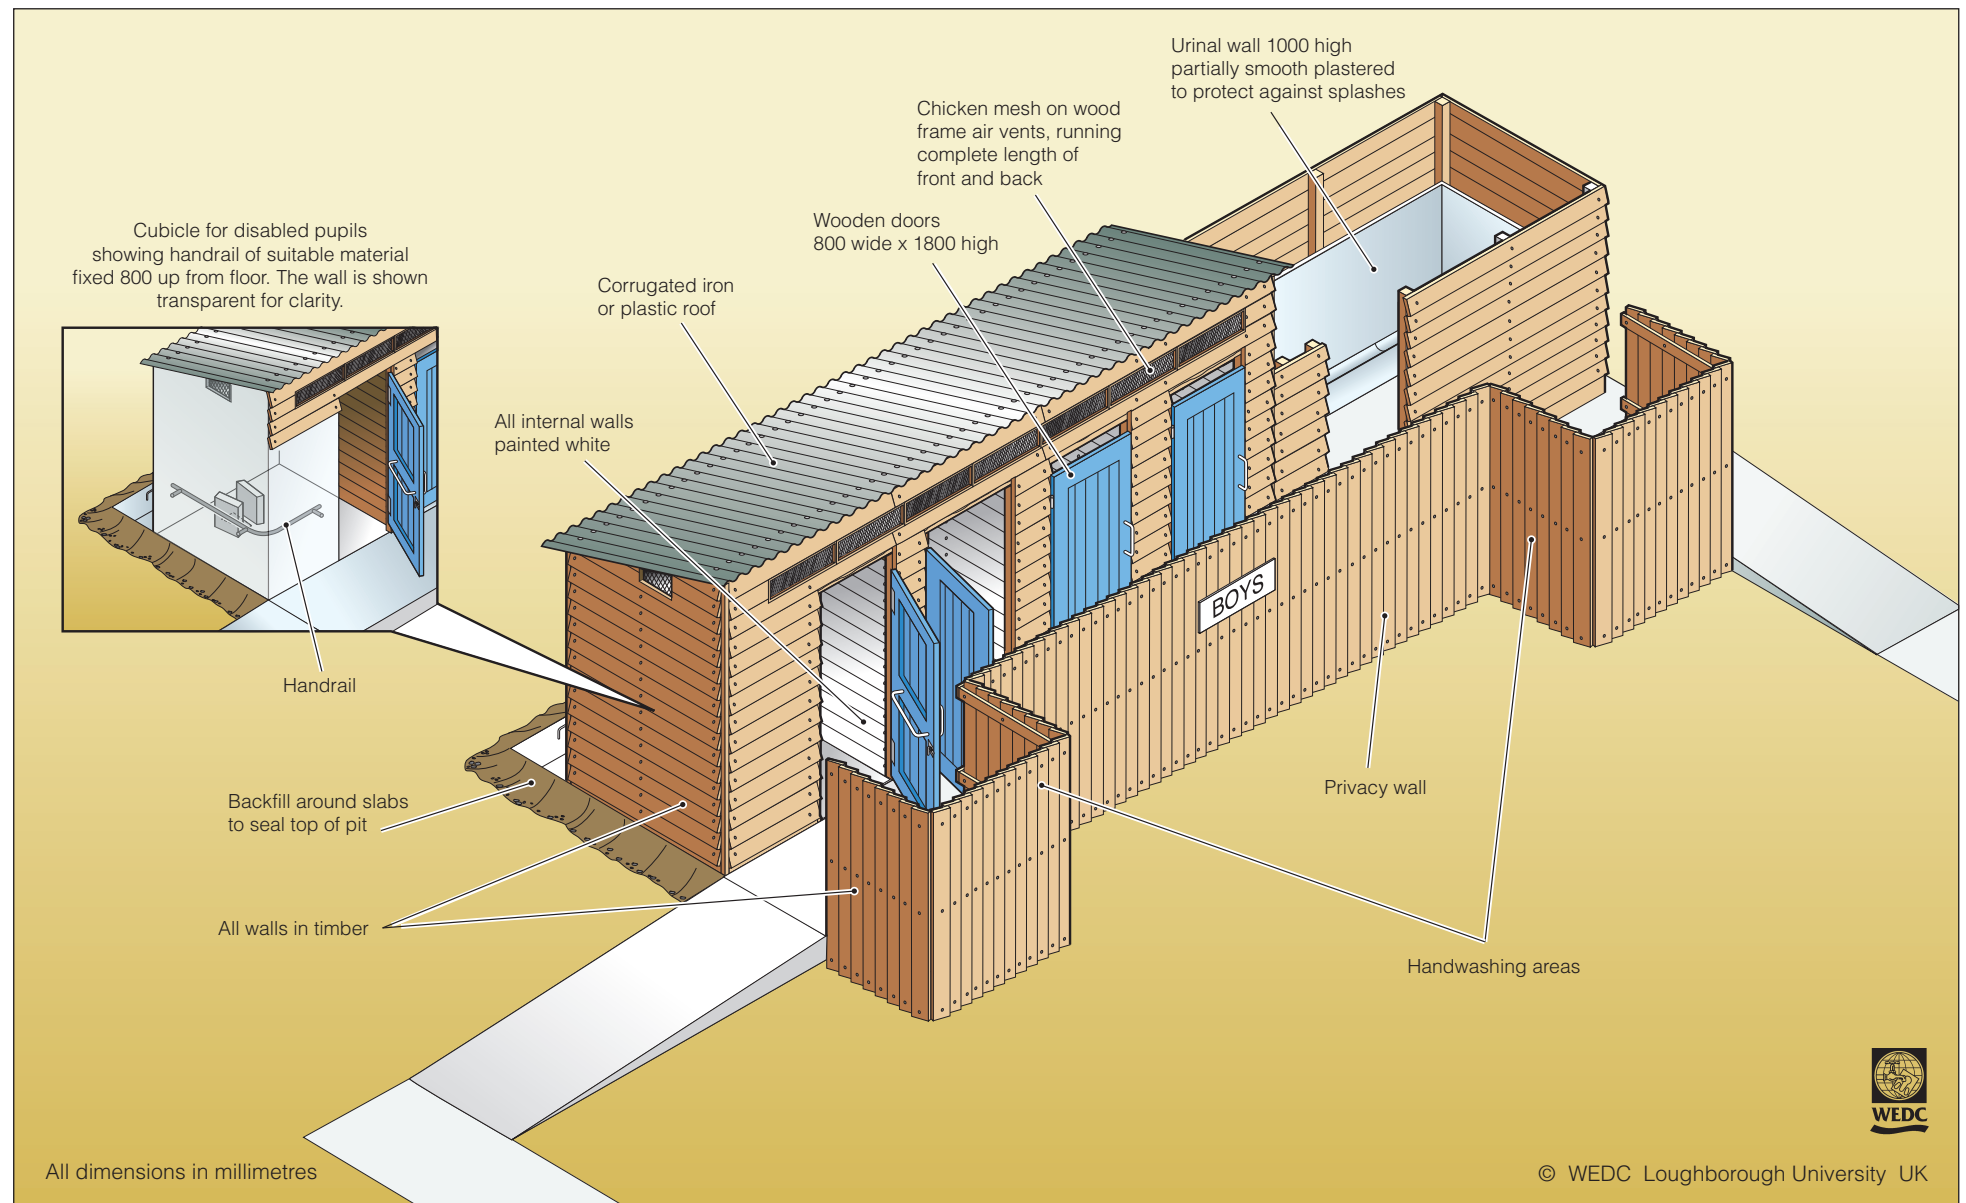 Urinal wall 1000 high
partially smooth plastered
to protect against splashes
Chicken mesh on wood
frame air vents, running
complete length of
front and back
Wooden doors
800 wide x 1800 high
Cubicle for disabled pupils
showing handrail of suitable material
fixed 800 up from floor. The wall is shown
transparent for clarity.
Corrugated iron
or plastic roof
All internal walls
painted white
BOYS
Handrail
Privacy wall
Backfill around slabs
to seal top of pit
All walls in timber
Handwashing areas
WEDC
All dimensions in millimetres
© WEDC Loughborough University UK